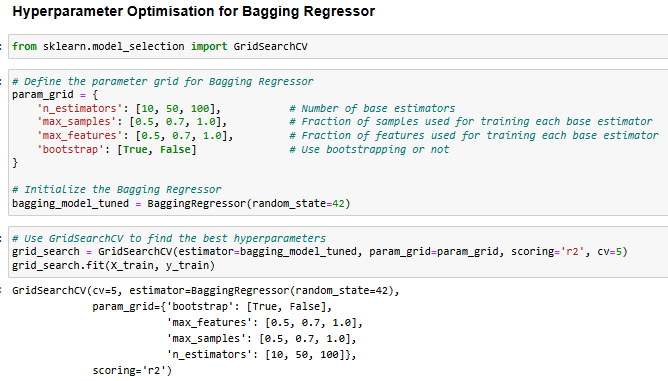 Hyperparameter Optimisation for Bagging Regressor
from sklearn.model_selection import GridSearchCV
# Define the parameter grid for Bagging Regressor
param_grid = {
    'n_estimators': [10, 50, 100],          # Number of base estimators
    'max_samples': [0.5, 0.7, 1.0],         # Fraction of samples used for training each base estimator
    'max_features': [0.5, 0.7, 1.0],        # Fraction of features used for training each base estimator
    'bootstrap': [True, False]              # Use bootstrapping or not
}
# Initialize the Bagging Regressor
bagging_model_tuned = BaggingRegressor(random_state=42)
# Use GridSearchCV to find the best hyperparameters
grid_search = GridSearchCV(estimator=bagging_model_tuned, param_grid=param_grid, scoring='r2', cv=5)
grid_search.fit(X_train, y_train)
GridSearchCV(cv=5, estimator=BaggingRegressor(random_state=42),
             param_grid={'bootstrap': [True, False],
                         'max_features': [0.5, 0.7, 1.0],
                         'max_samples': [0.5, 0.7, 1.0],
                         'n_estimators': [10, 50, 100]},
             scoring='r2')